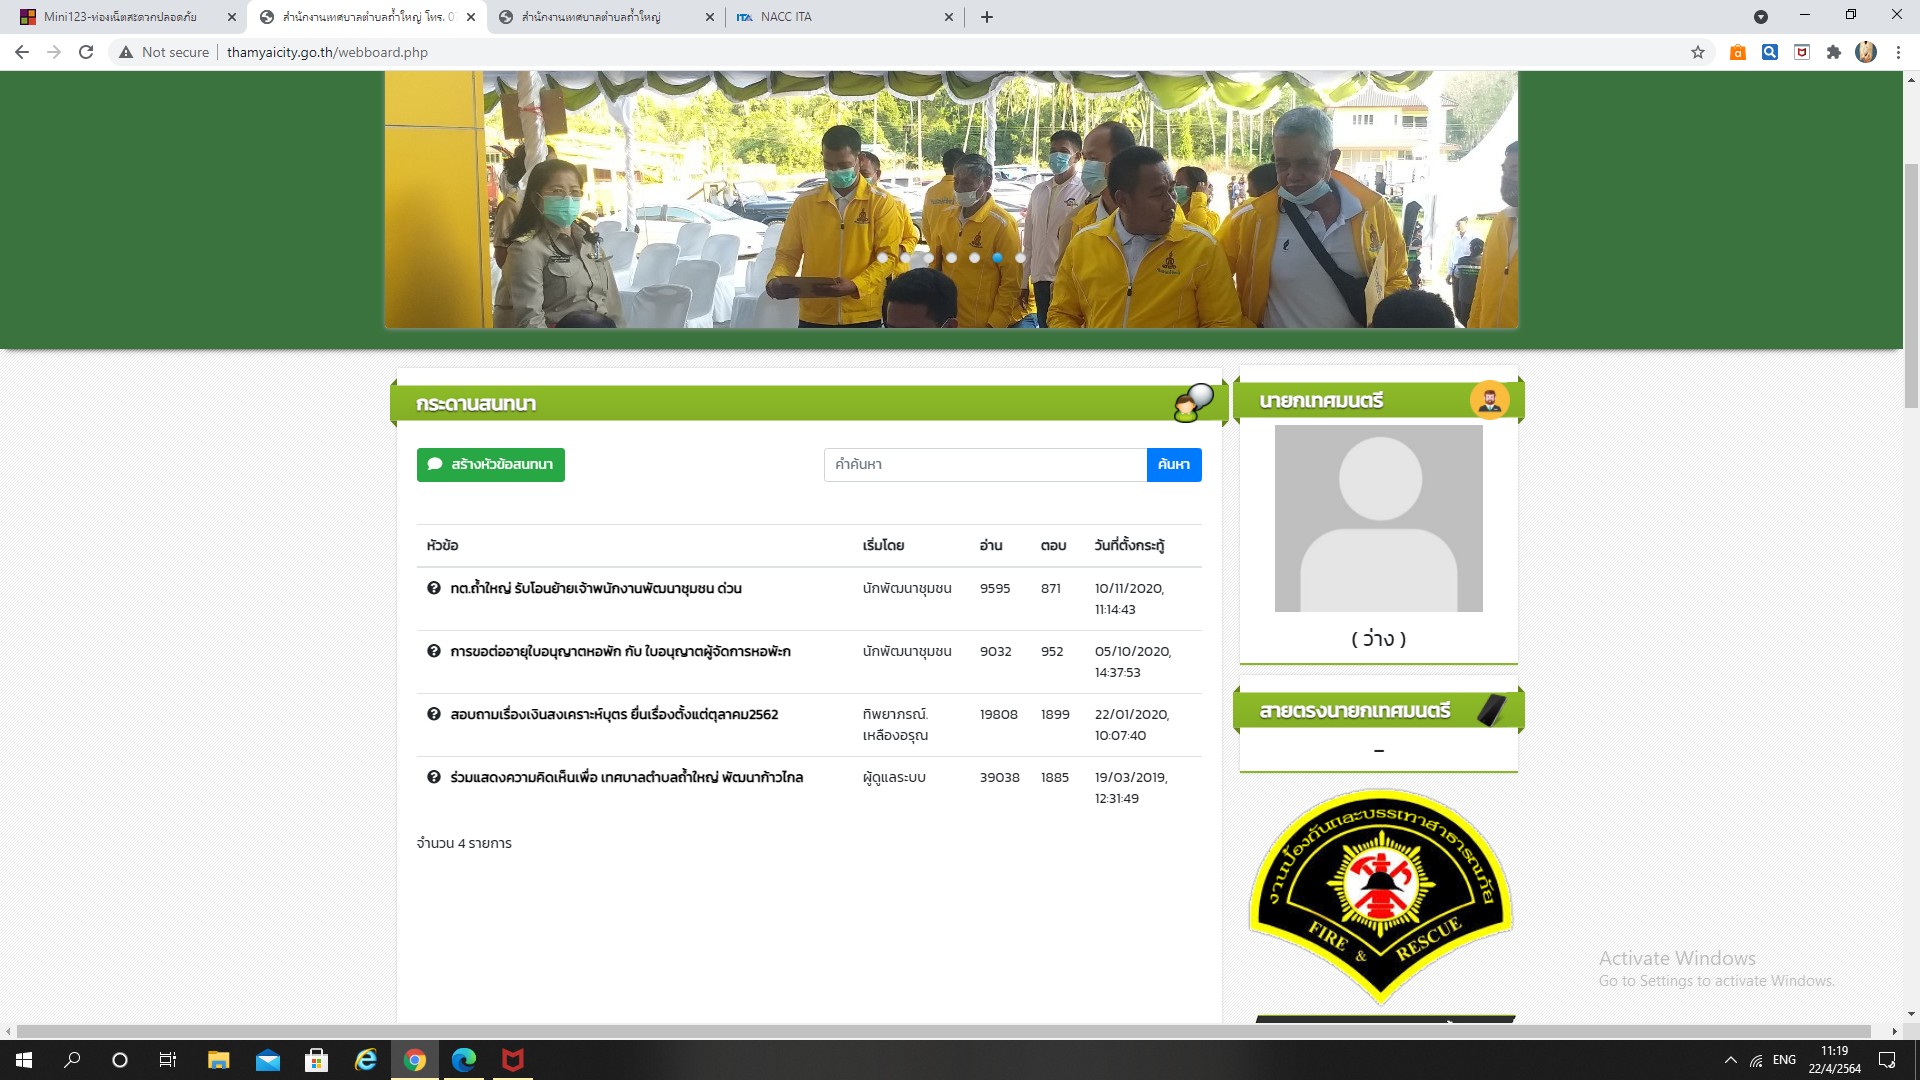 Mini123-ท่องเน็ตสะดวกปลอดภัย
สำนักงานเทศบาลตำบลถ้ำใหญ่ โทร. 07
สำนักงานเทศบาลตำบลถ้ำใหญ่
ITA NACC ITA
Not secure thamyaicity.go.th/webboard.php
กระดานสนทนา
สร้างหัวข้อสนทนา
คำค้นหา
ค้นหา
หัวข้อ เริ่มโดย อ่าน ตอบ วันที่ตั้งกระทู้
ทต.ถ้ำใหญ่ รับโอนย้ายเจ้าพนักงานพัฒนาชุมชน ด่วน นักพัฒนาชุมชน 9595 871 10/11/2020,
11:14:43
การขอต่ออายุใบอนุญาตหอพัก กับ ใบอนุญาตผู้จัดการหอพัะก นักพัฒนาชุมชน 9032 952 05/10/2020,
14:37:53
สอบถามเรื่องเงินสงเคราะห์บุตร ยื่นเรื่องตั้งแต่ตุลาคม2562 ทิพยาภรณ์. 19808 1899 22/01/2020,
เหลืองอรุณ 10:07:40
ร่วมแสดงความคิดเห็นเพื่อ เทศบาลตำบลถ้ำใหญ่ พัฒนาก้าวไกล ผู้ดูแลระบบ 39038 1885 19/03/2019,
12:31:49
จำนวน 4 รายการ
นายกเทศมนตรี
( ว่าง )
สายตรงนายกเทศมนตรี
-
งานป้องกันและบรรเทาสาธารณภัย
FIRE & RESCUE
Activate Windows
Go to Settings to activate Windows.
ENG
11:19
22/4/2564